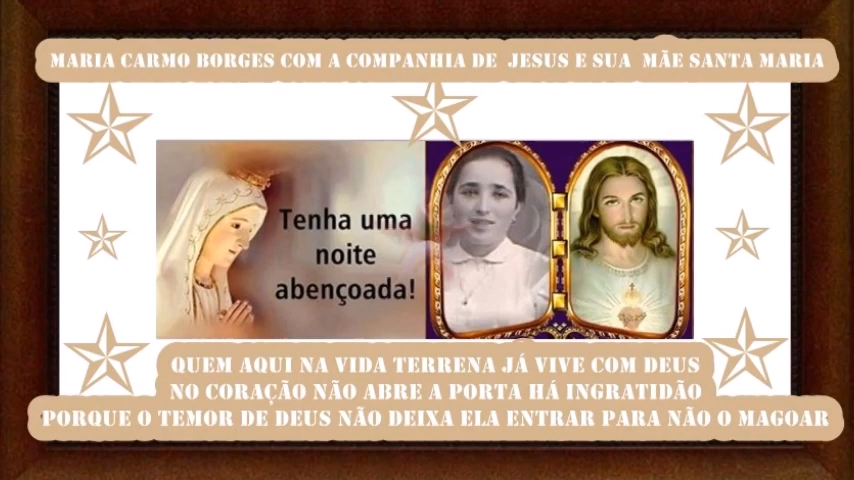 MARIA CARMO BORGES COM A COMPANHIA DE JESUS E SUA MÃE SANTA MARIA
Tenha uma
noite
abençoada!
QUEM AQUI NA VIDA TERRENA JÁ VIVE COM DEUS
NO CORAÇÃO NÃO ABRE A PORTA HÁ INGRATIDÃO
PORQUE O TEMOR DE DEUS NÃO DEIXA ELA ENTRAR PARA NÃO O MAGOAR